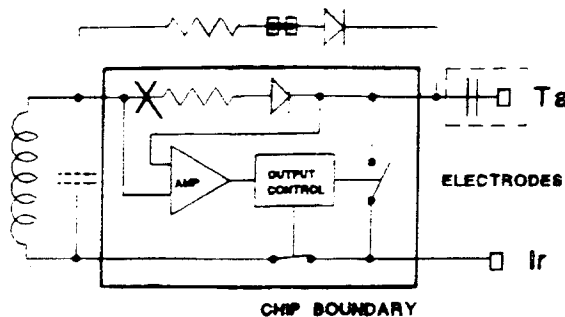 Ta
AMP
OUTPUT
CONTROL
ELECTRODES
Ir
CHIP BOUNDARY